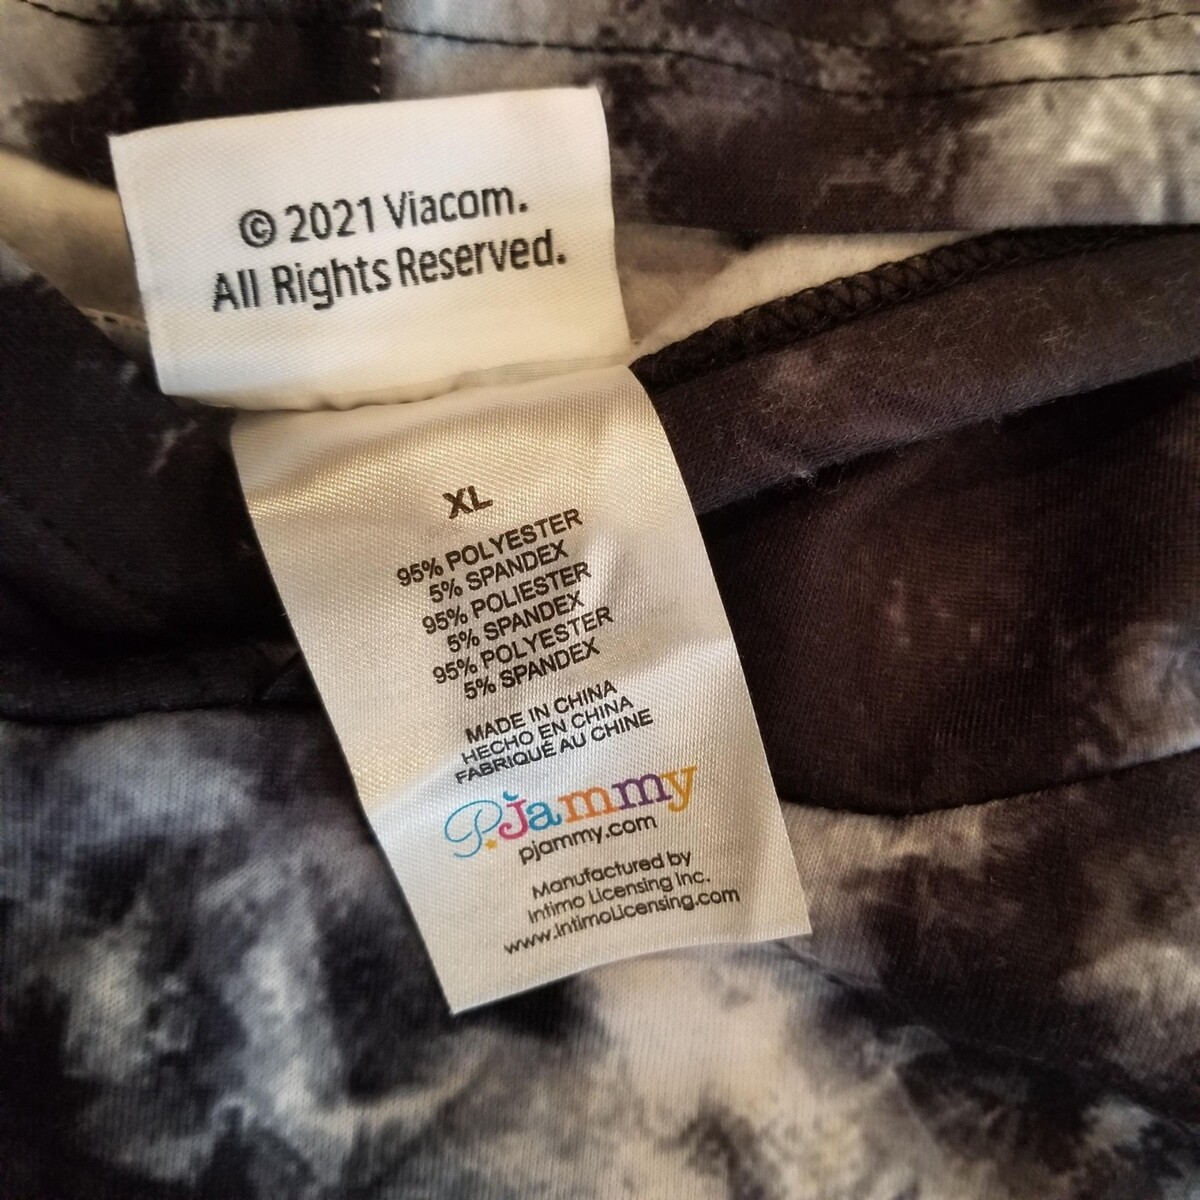 © 2021 Viacom.
All Rights Reserved.
XL
95% POLYESTER
5% SPANDEX
95% POLIESTER
5% SPANDEX
95% POLYESTER
5% SPANDEX
MADE IN CHINA
HECHO EN CHINA
FABRIQUÉ AU CHINE
P.Jammy
pjammy.com
Manufactured by
Intimo Licensing Inc.
www.IntimoLicensing.com